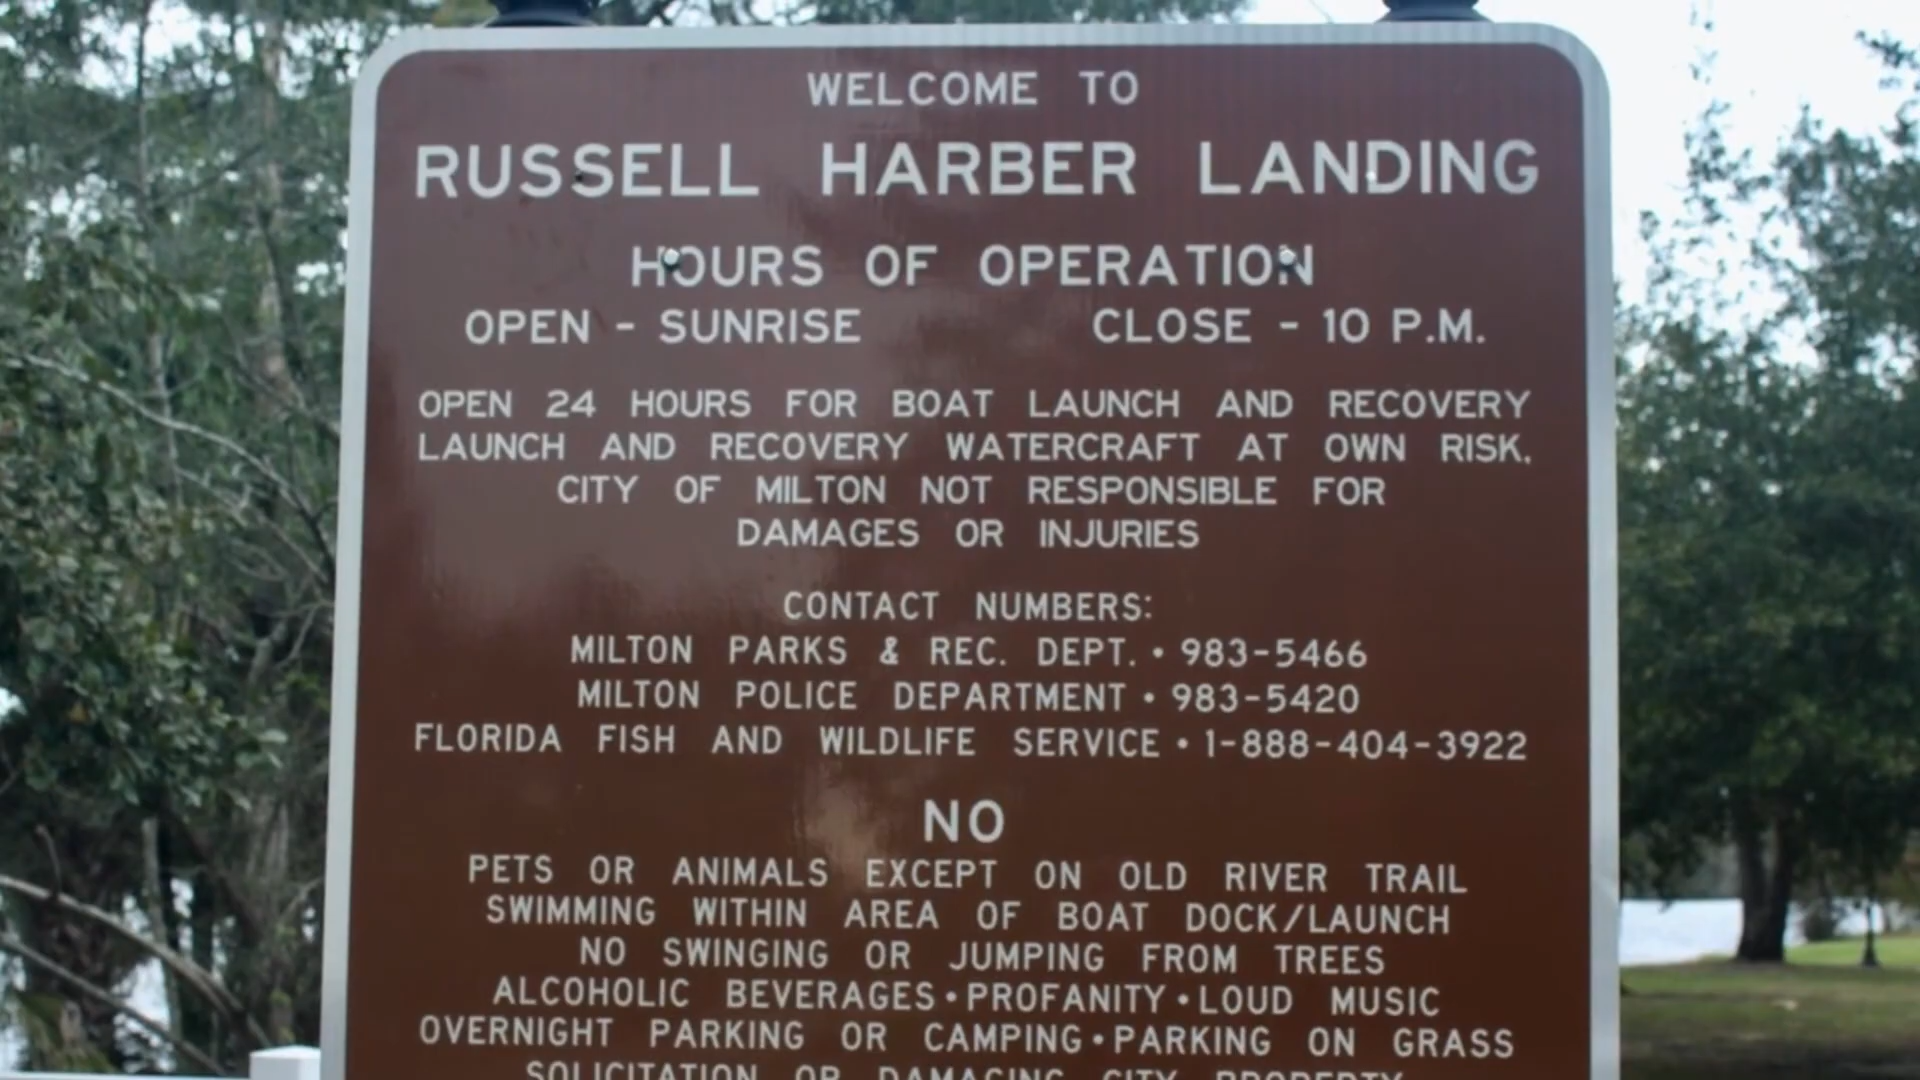 WELCOME TO
RUSSELL HARBER LANDING
HOURS OF OPERATION
OPEN - SUNRISE CLOSE - 10 P.M.
OPEN 24 HOURS FOR BOAT LAUNCH AND RECOVERY
LAUNCH AND RECOVERY WATERCRAFT AT OWN RISK.
CITY OF MILTON NOT RESPONSIBLE FOR
DAMAGES OR INJURIES
CONTACT NUMBERS:
MILTON PARKS & REC. DEPT. • 983-5466
MILTON POLICE DEPARTMENT • 983-5420
FLORIDA FISH AND WILDLIFE SERVICE • 1-888-404-3922
NO
PETS OR ANIMALS EXCEPT ON OLD RIVER TRAIL
SWIMMING WITHIN AREA OF BOAT DOCK/LAUNCH
NO SWINGING OR JUMPING FROM TREES
ALCOHOLIC BEVERAGES • PROFANITY • LOUD MUSIC
OVERNIGHT PARKING OR CAMPING • PARKING ON GRASS
SOLICITATION OR DAMAGING CITY PROPERTY